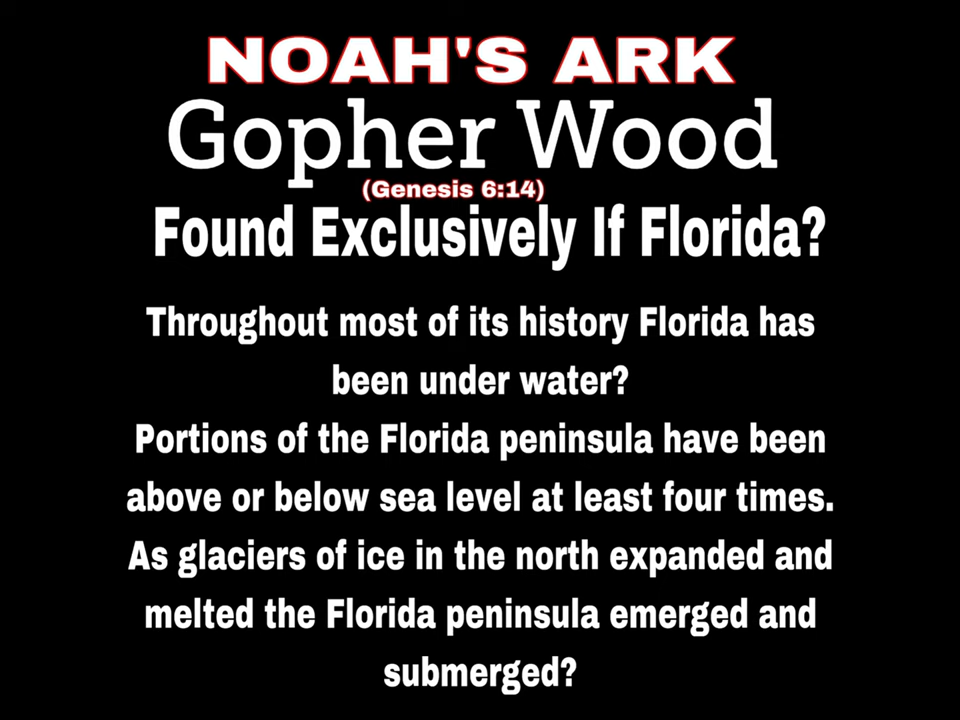 NOAH'S ARK
Gopher Wood
(Genesis 6:14)
Found Exclusively If Florida?
Throughout most of its history Florida has
been under water?
Portions of the Florida peninsula have been
above or below sea level at least four times.
As glaciers of ice in the north expanded and
melted the Florida peninsula emerged and
submerged?